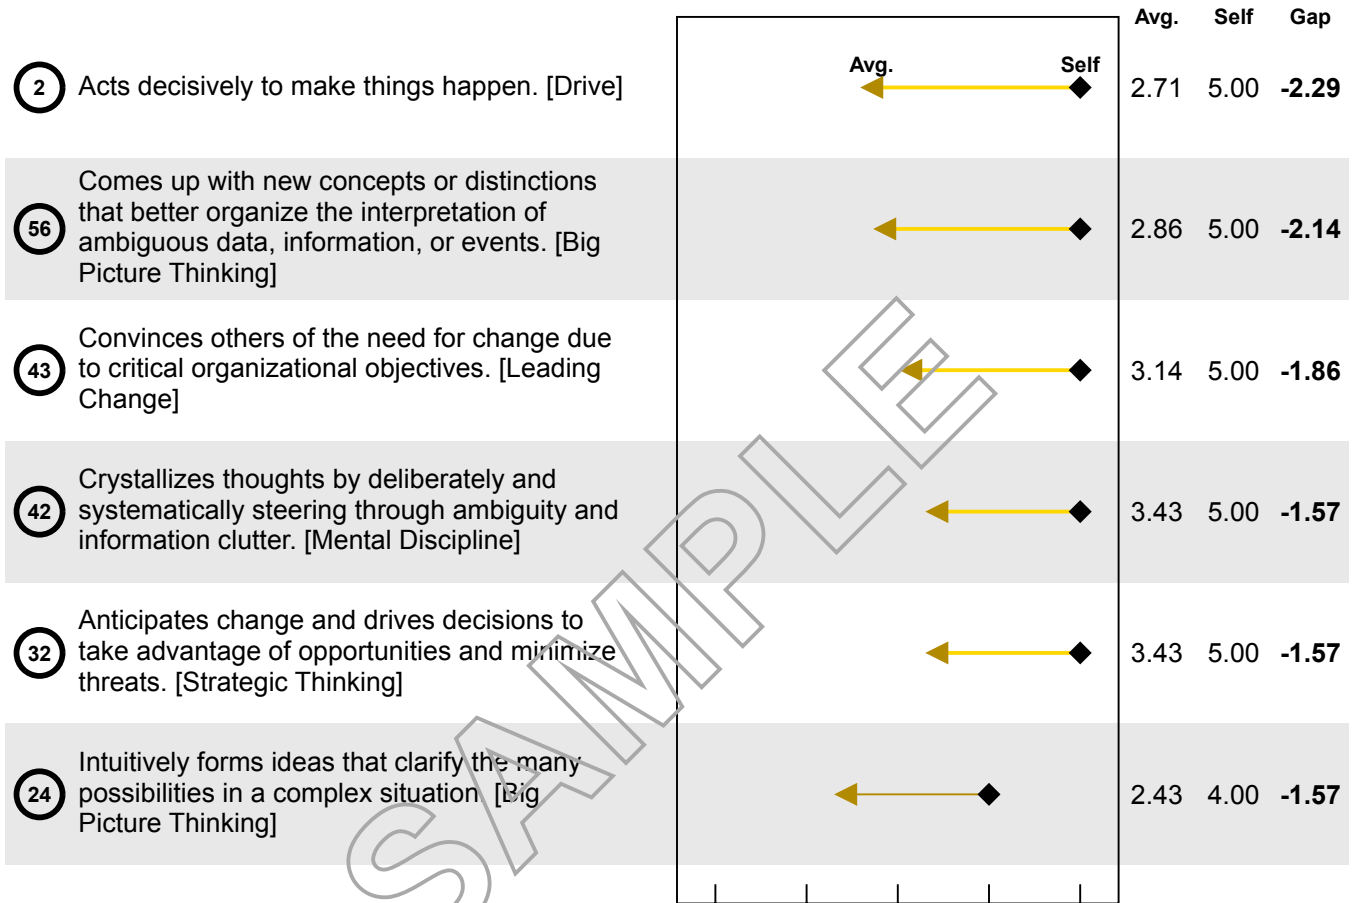 Avg. Self Gap
Avg. Self
2 Acts decisively to make things happen. [Drive] 2.71 5.00 -2.29
Comes up with new concepts or distinctions
that better organize the interpretation of
56 ambiguous data, information, or events. [Big 2.86 5.00 -2.14
Picture Thinking]
Convinces others of the need for change due
43 to critical organizational objectives. [Leading 3.14 5.00 -1.86
Change]
Crystallizes thoughts by deliberately and
42 systematically steering through ambiguity and 3.43 5.00 -1.57
information clutter. [Mental Discipline]
Anticipates change and drives decisions to
32 take advantage of opportunities and minimize 3.43 5.00 -1.57
threats. [Strategic Thinking]
Intuitively forms ideas that clarify the many
24 possibilities in a complex situation. [Big 2.43 4.00 -1.57
Picture Thinking]
SAMPLE